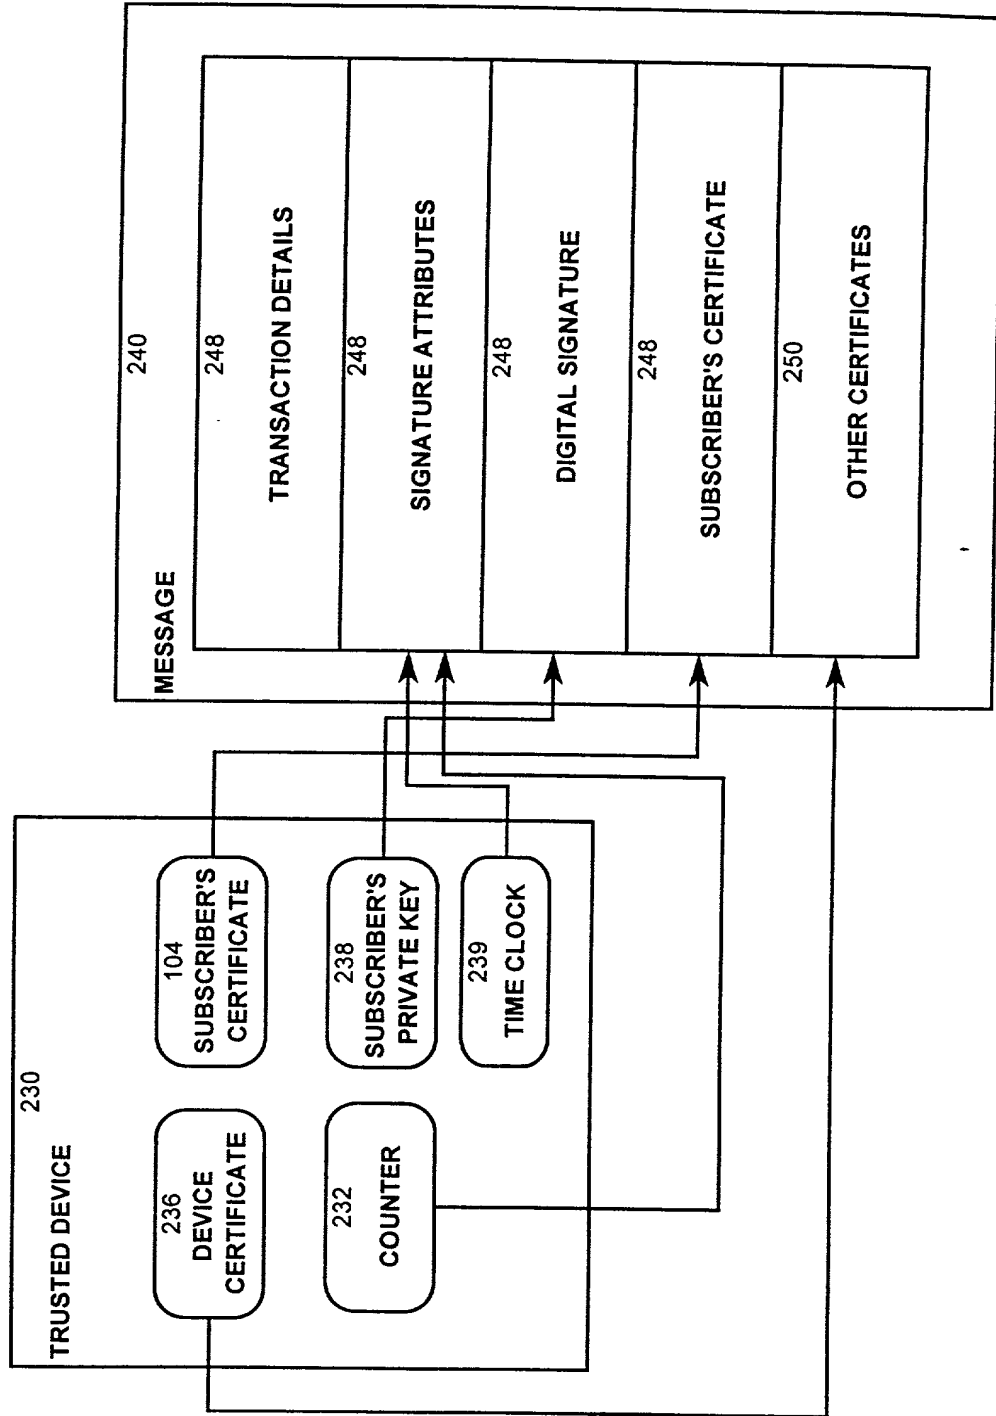 TRUSTED DEVICE
230
236
DEVICE
CERTIFICATE
104
SUBSCRIBER'S
CERTIFICATE
232
COUNTER
238
SUBSCRIBER'S
PRIVATE KEY
239
TIME CLOCK
MESSAGE
240
248
TRANSACTION DETAILS
248
SIGNATURE ATTRIBUTES
248
DIGITAL SIGNATURE
248
SUBSCRIBER'S CERTIFICATE
250
OTHER CERTIFICATES